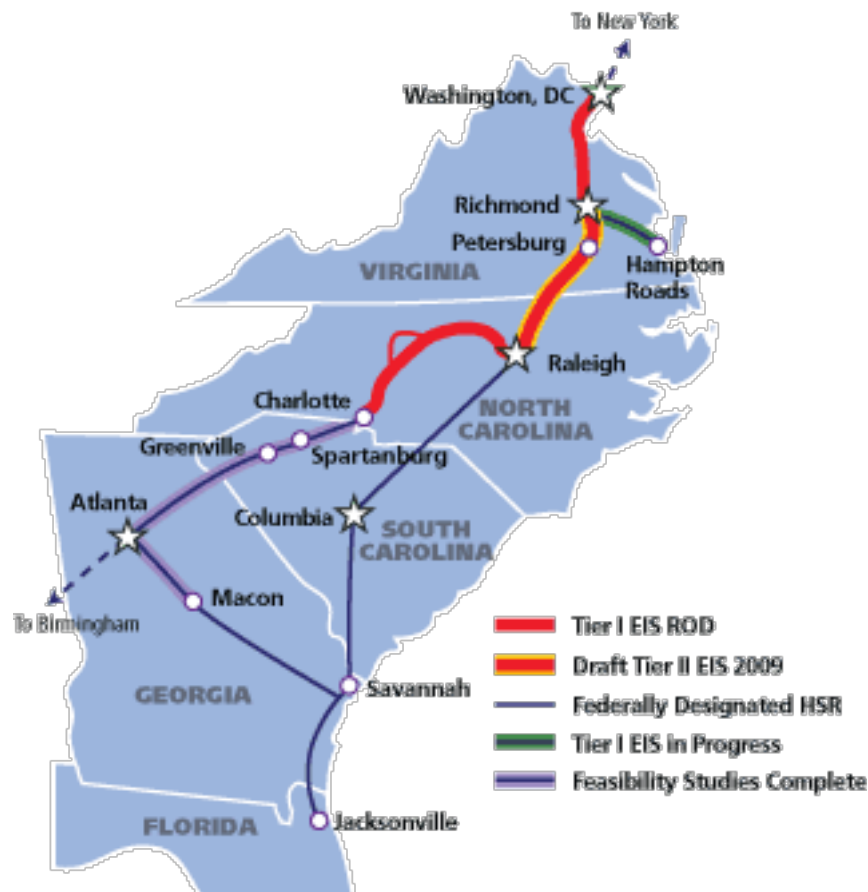 To New York
Washington, DC
Richmond
Petersburg
Hampton
Roads
VIRGINIA
Raleigh
Charlotte
NORTH
CAROLINA
Greenville
Spartanburg
Atlanta
Columbia
SOUTH
CAROLINA
Macon
To Birmingham
Savannah
GEORGIA
Jacksonville
FLORIDA
Tier I EIS ROD
Draft Tier II EIS 2009
Federally Designated HSR
Tier I EIS in Progress
Feasibility Studies Complete